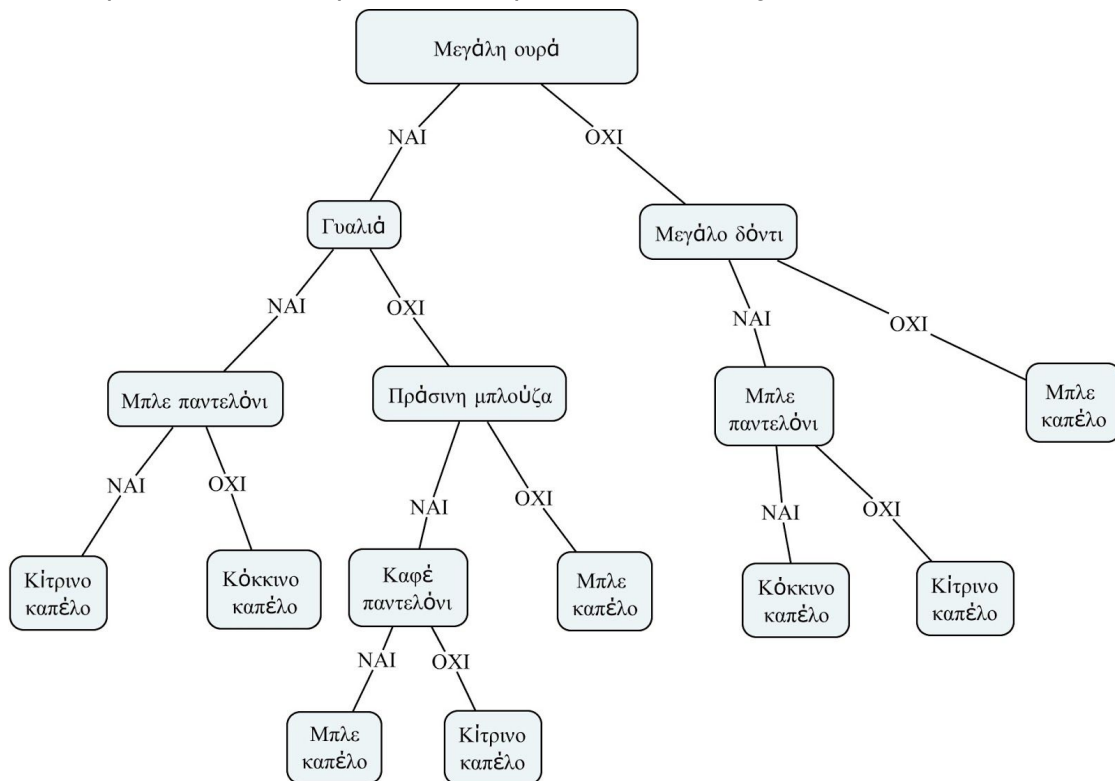 Μεγάλη ουρά
ΝΑΙ
ΟΧΙ
Γυαλιά
Μεγάλο δόντι
ΝΑΙ
ΟΧΙ
ΝΑΙ
ΟΧΙ
Μπλε παντελόνι
Πράσινη μπλούζα
Μπλε
παντελόνι
Μπλε
καπέλο
ΝΑΙ
ΟΧΙ
ΝΑΙ
ΟΧΙ
ΝΑΙ
ΟΧΙ
Κίτρινο
καπέλο
Κόκκινο
καπέλο
Καφέ
παντελόνι
Μπλε
καπέλο
Κόκκινο
καπέλο
Κίτρινο
καπέλο
ΝΑΙ
ΟΧΙ
Μπλε
καπέλο
Κίτρινο
καπέλο